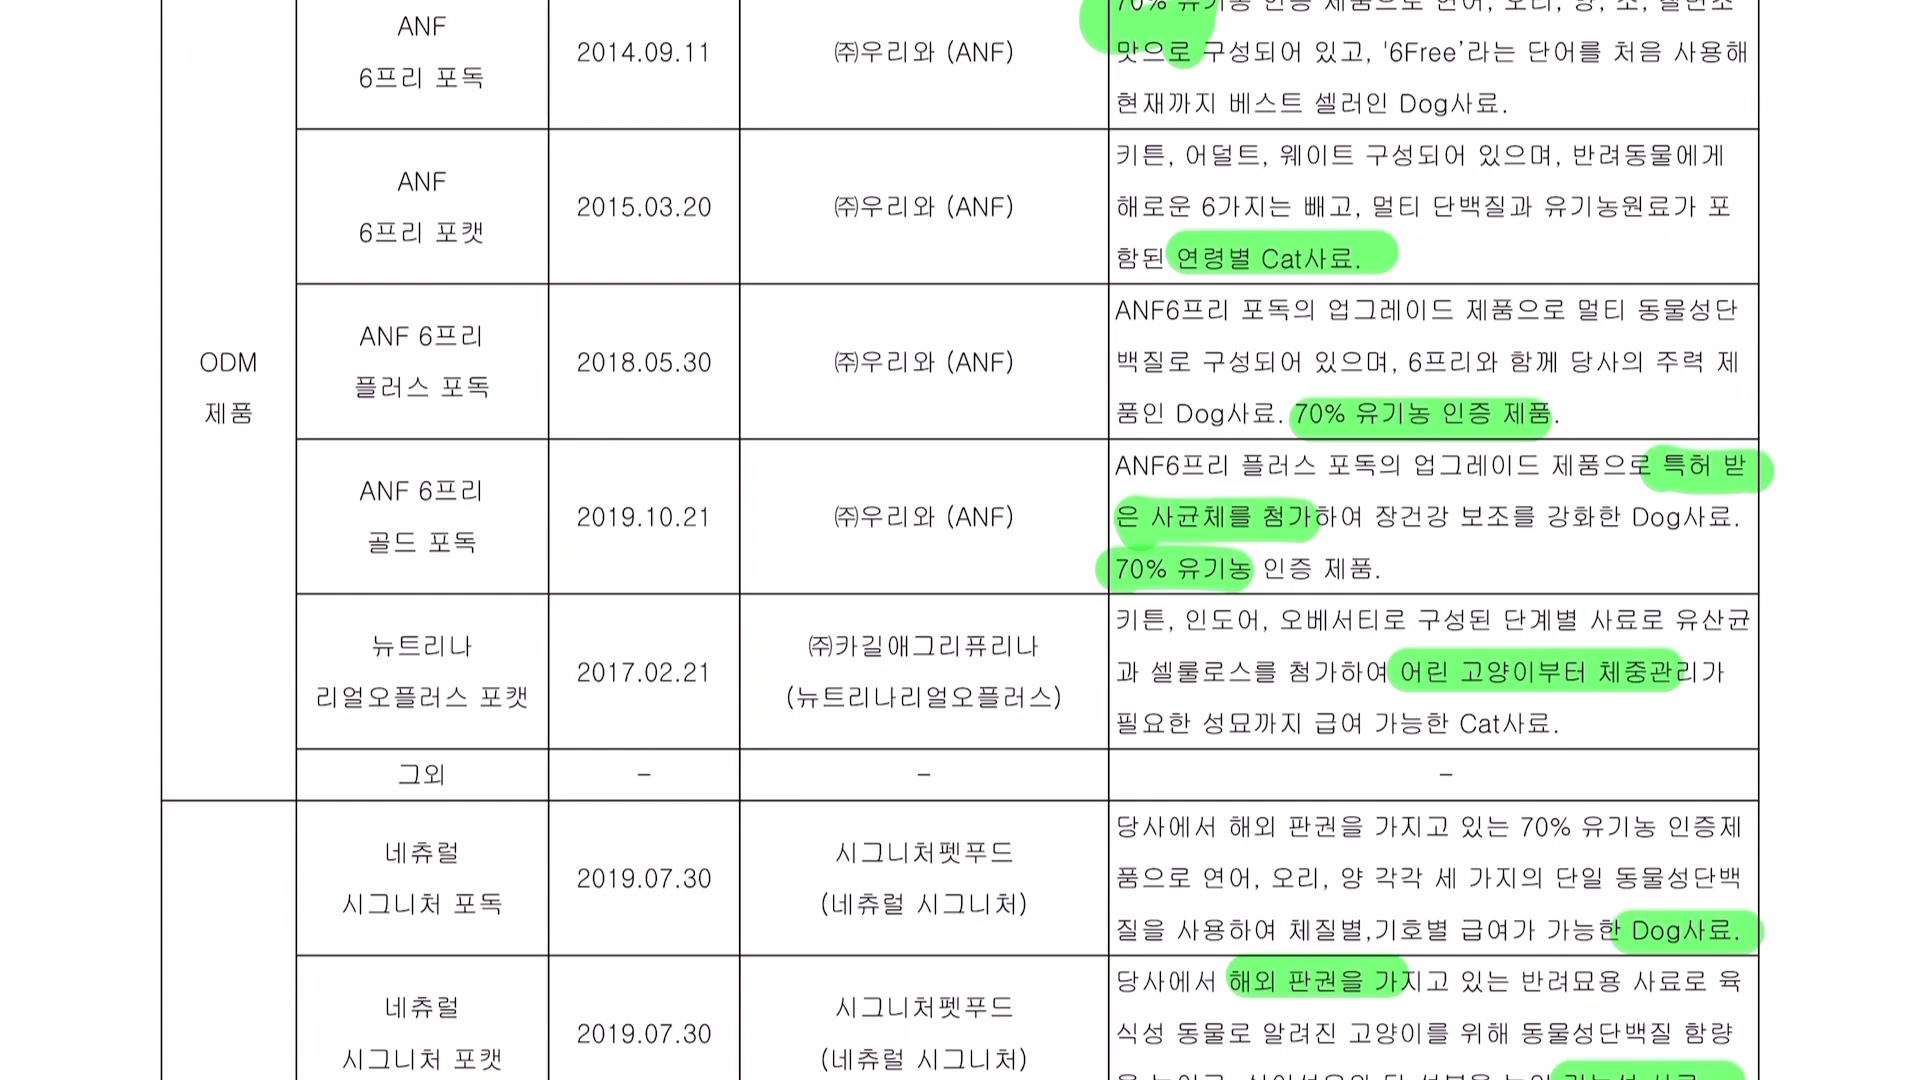 ODM
제품
ANF
6프리 포독
2014.09.11
㈜우리와 (ANF)
70% 유기농 인증 제품으로 연어, 오리, 양, 소, 칠면조
맛으로 구성되어 있고, '6Free’라는 단어를 처음 사용해
현재까지 베스트 셀러인 Dog사료.
ANF
6프리 포캣
2015.03.20
㈜우리와 (ANF)
키튼, 어덜트, 웨이트 구성되어 있으며, 반려동물에게
해로운 6가지는 빼고, 멀티 단백질과 유기농원료가 포
함된 연령별 Cat사료.
ANF 6프리
플러스 포독
2018.05.30
㈜우리와 (ANF)
ANF6프리 포독의 업그레이드 제품으로 멀티 동물성단
백질로 구성되어 있으며, 6프리와 함께 당사의 주력 제
품인 Dog사료. 70% 유기농 인증 제품.
ANF 6프리
골드 포독
2019.10.21
㈜우리와 (ANF)
ANF6프리 플러스 포독의 업그레이드 제품으로 특허 받
은 사균체를 첨가하여 장건강 보조를 강화한 Dog사료.
70% 유기농 인증 제품.
뉴트리나
리얼오플러스 포캣
2017.02.21
㈜카길애그리퓨리나
(뉴트리나리얼오플러스)
키튼, 인도어, 오베서티로 구성된 단계별 사료로 유산균
과 셀룰로스를 첨가하여 어린 고양이부터 체중관리가
필요한 성묘까지 급여 가능한 Cat사료.
그외
–
–
–
네츄럴
시그니처 포독
2019.07.30
시그니처펫푸드
(네츄럴 시그니처)
당사에서 해외 판권을 가지고 있는 70% 유기농 인증제
품으로 연어, 오리, 양 각각 세 가지의 단일 동물성단백
질을 사용하여 체질별,기호별 급여가 가능한 Dog사료.
네츄럴
시그니처 포캣
2019.07.30
시그니처펫푸드
(네츄럴 시그니처)
당사에서 해외 판권을 가지고 있는 반려묘용 사료로 육
식성 동물로 알려진 고양이를 위해 동물성단백질 함량